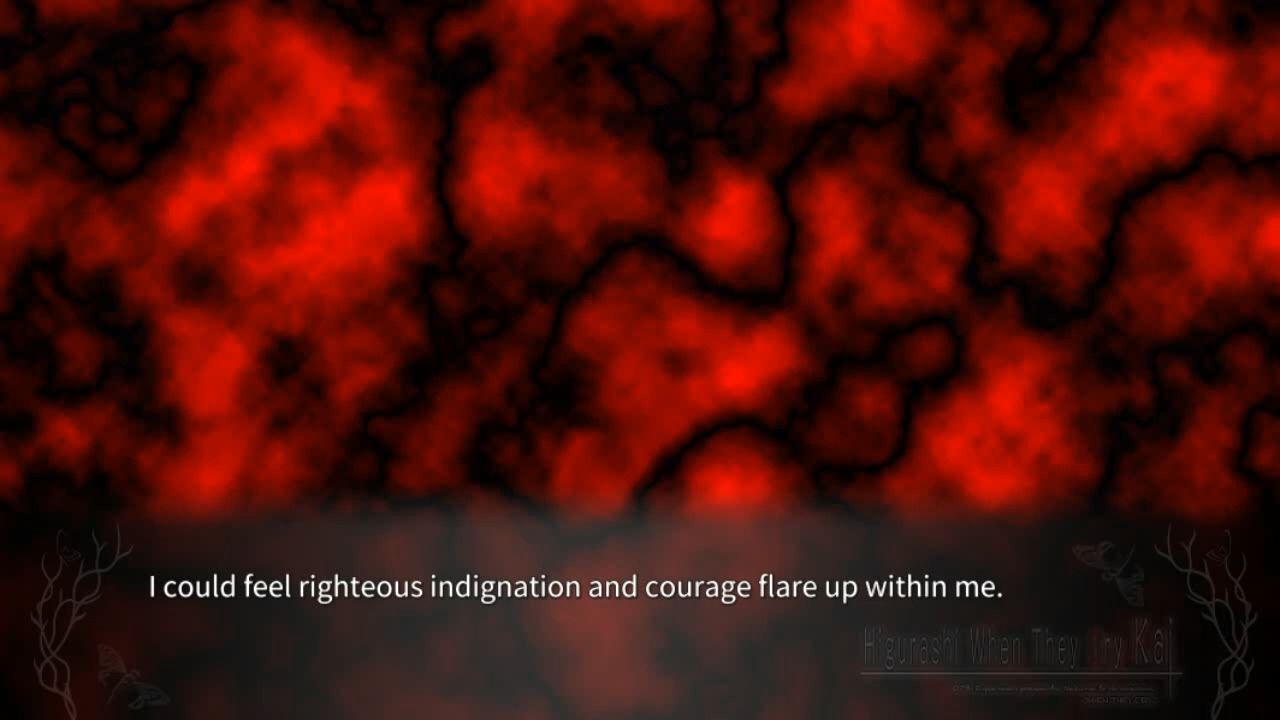 I could feel righteous indignation and courage flare up within me.
Higurashi When They Cry Kai